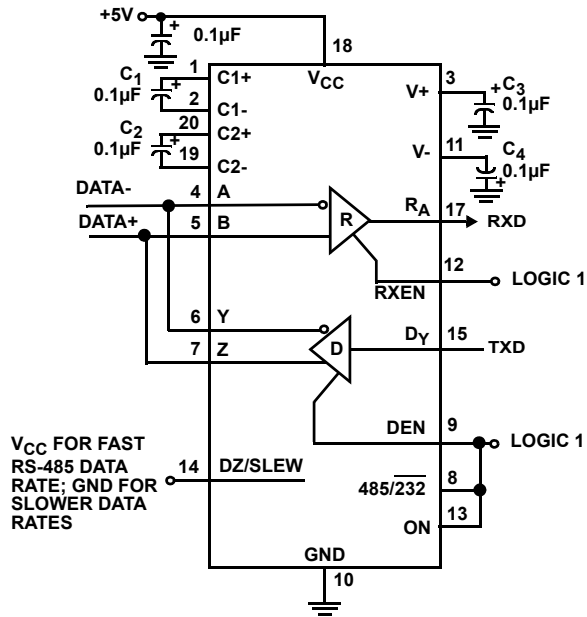 +5V
+
0.1µF
18
VCC
1
C1+
C1
0.1µF
+
2
C1-
20
C2+
C2
0.1µF
+
19
C2-
3
V+
+
C3
0.1µF
11
V-
C4
0.1µF
+
DATA-
4
A
DATA+
5
B
R
RA
17
RXD
12
RXEN
LOGIC 1
6
Y
7
Z
D
DY
15
TXD
DEN
9
LOGIC 1
8
485/232
13
ON
VCC FOR FAST
RS-485 DATA
RATE; GND FOR
SLOWER DATA
RATES
14
DZ/SLEW
GND
10